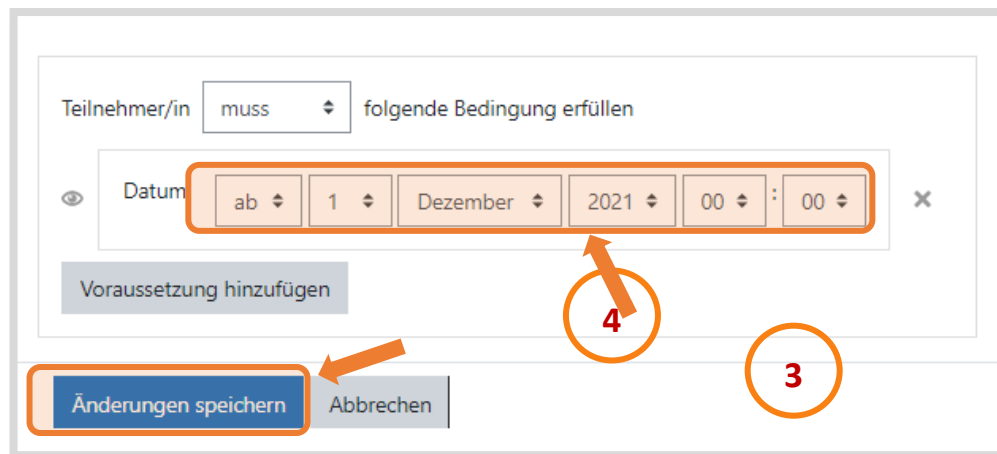 Teilnehmer/in muss folgende Bedingung erfüllen
Datum ab 1 Dezember 2021 00 : 00
Voraussetzung hinzufügen
4
3
Änderungen speichern Abbrechen